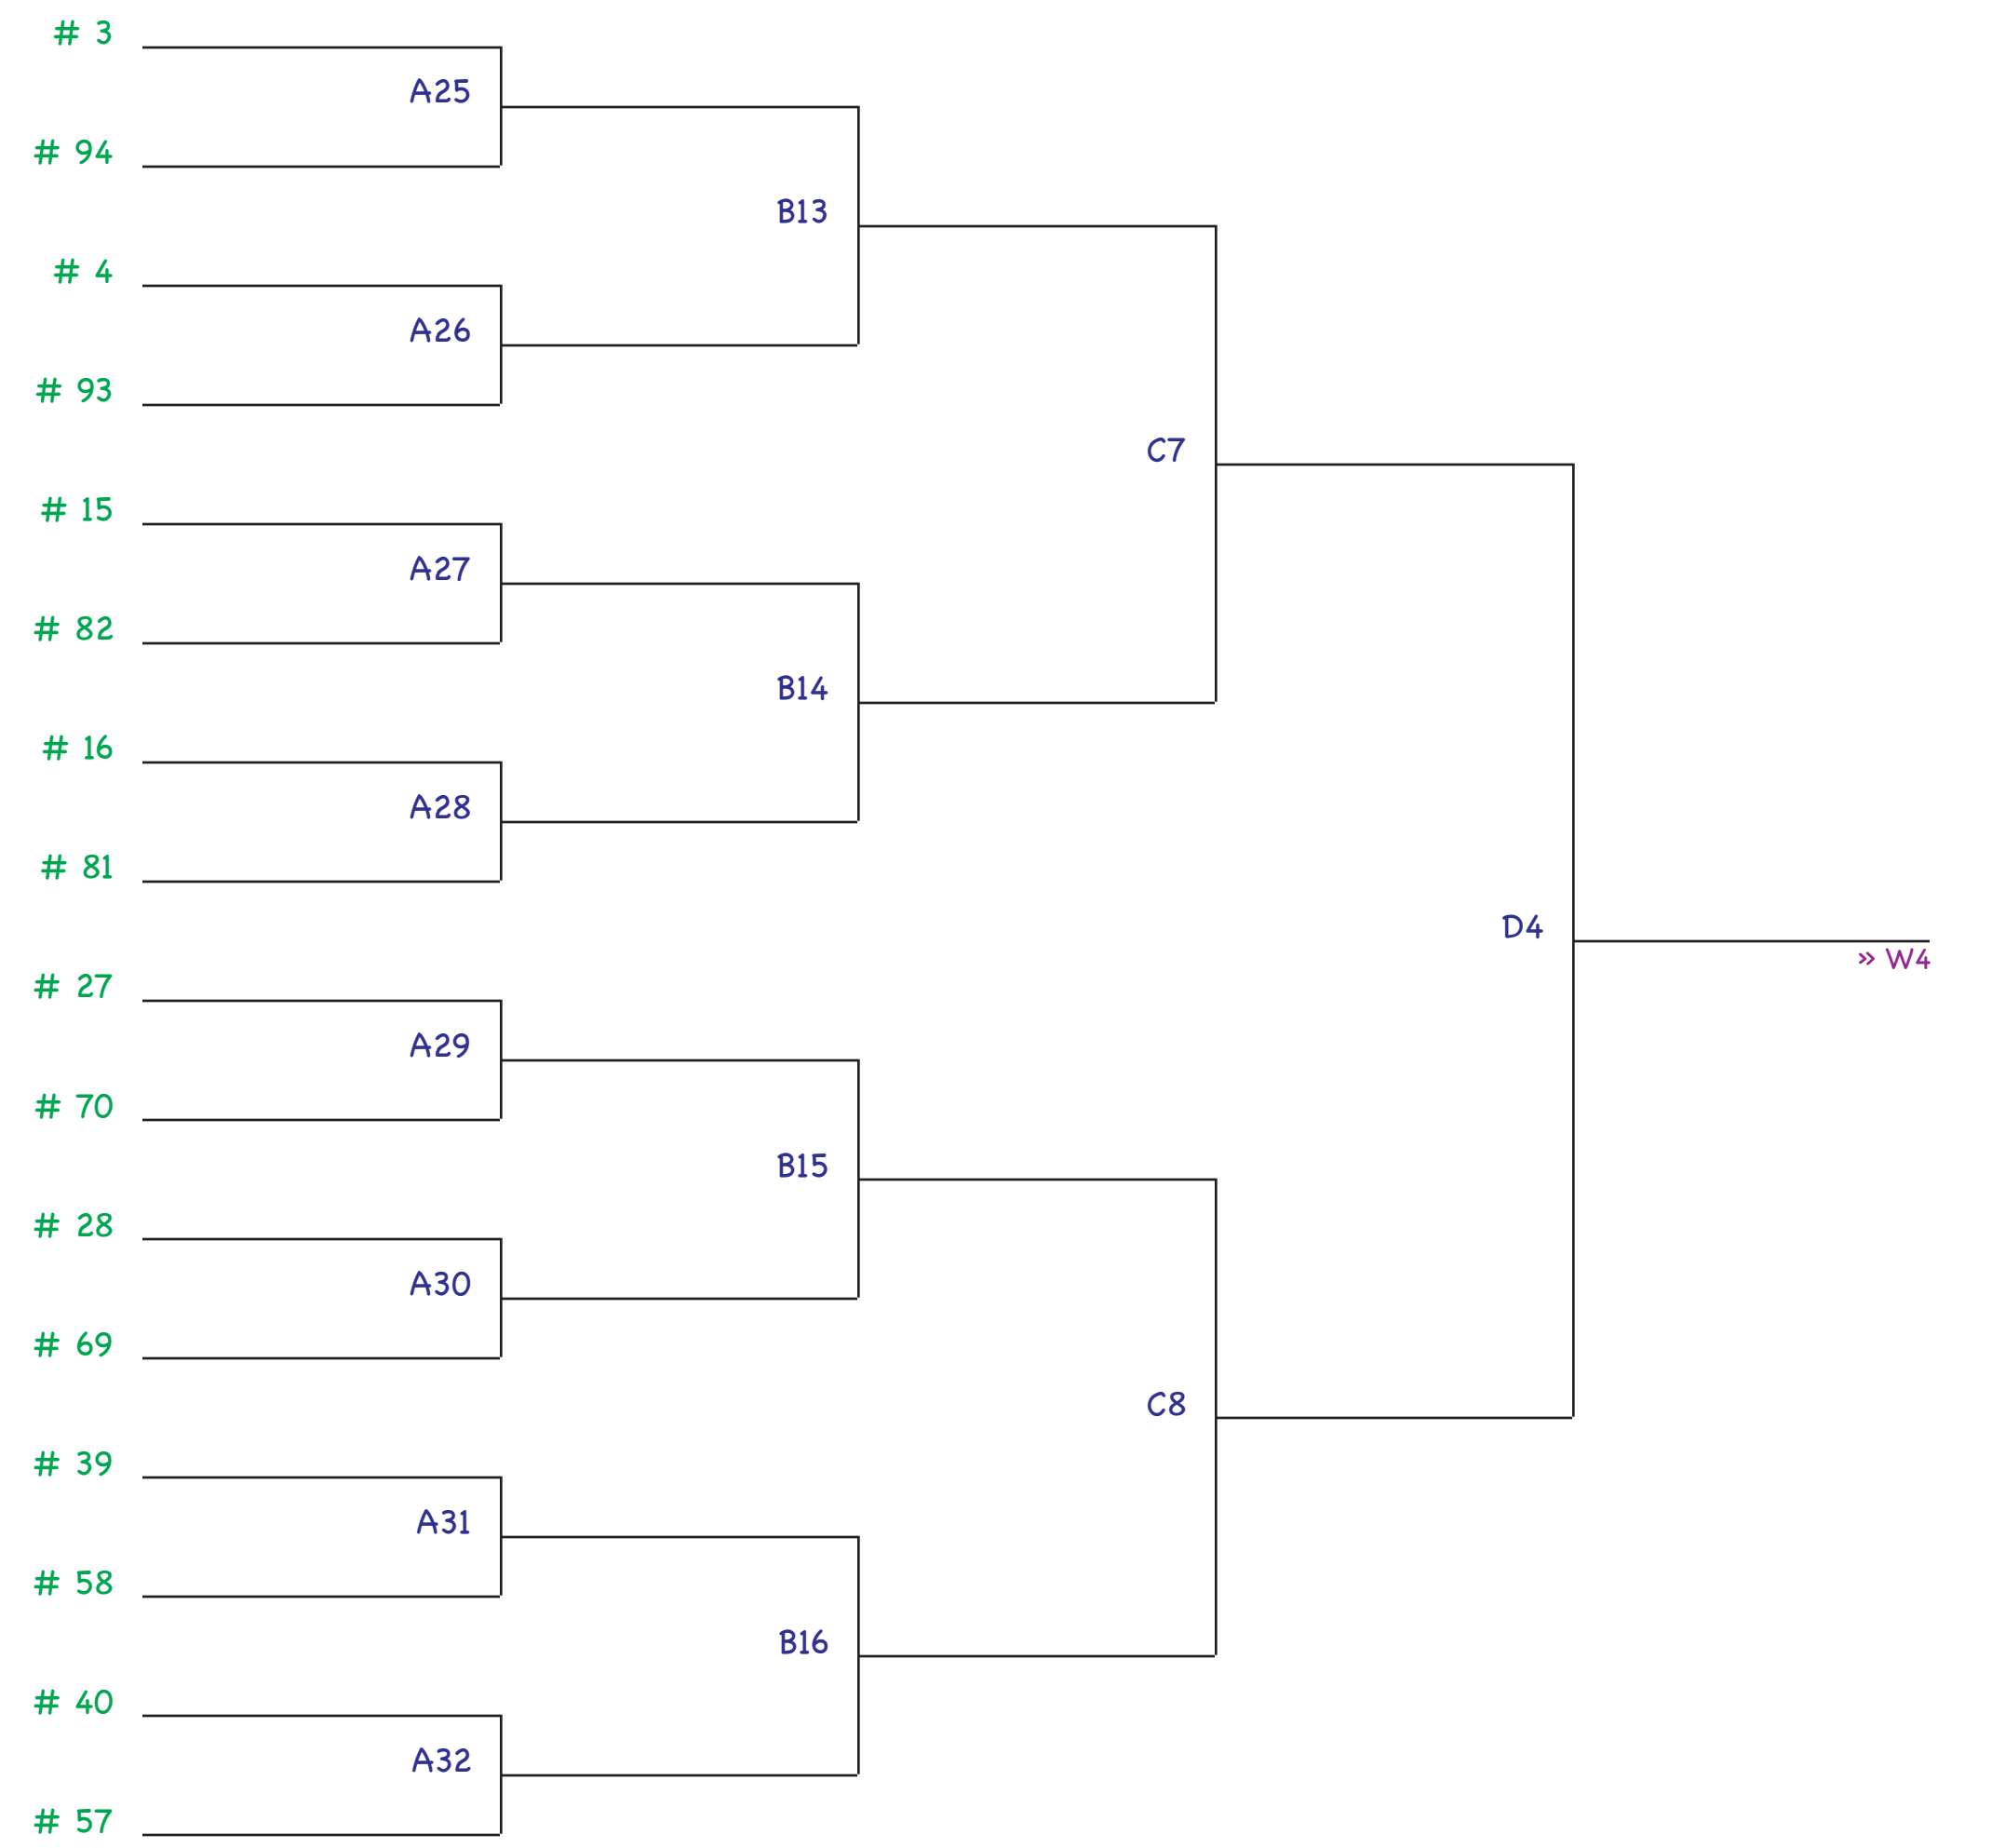 # 3
A25
# 94
B13
# 4
A26
# 93
C7
# 15
A27
# 82
B14
# 16
A28
# 81
D4
» W4
# 27
A29
# 70
B15
# 28
A30
# 69
C8
# 39
A31
# 58
B16
# 40
A32
# 57